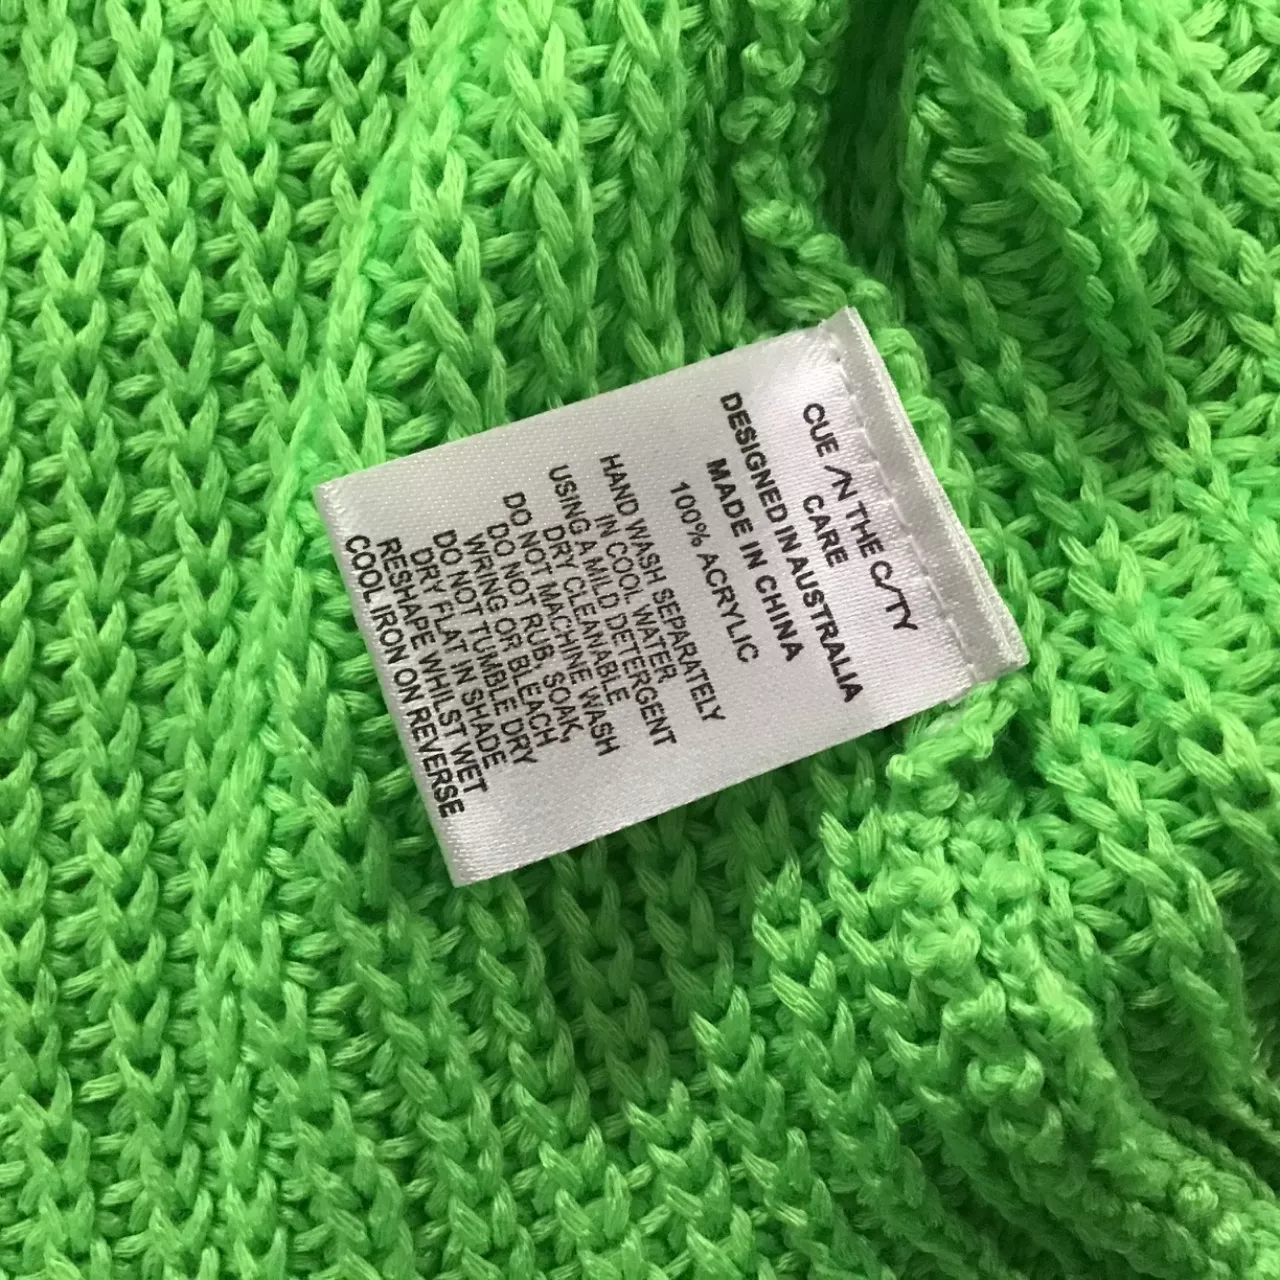 CUE IN THE CITY
CARE
DESIGNED IN AUSTRALIA
MADE IN CHINA
100% ACRYLIC
HAND WASH SEPARATELY
IN COOL WATER
USING A MILD DETERGENT
DRY CLEANABLE
DO NOT MACHINE WASH
DO NOT RUB, SOAK,
WRING OR BLEACH
DO NOT TUMBLE DRY
DRY FLAT IN SHADE
RESHAPE WHILST WET
COOL IRON ON REVERSE